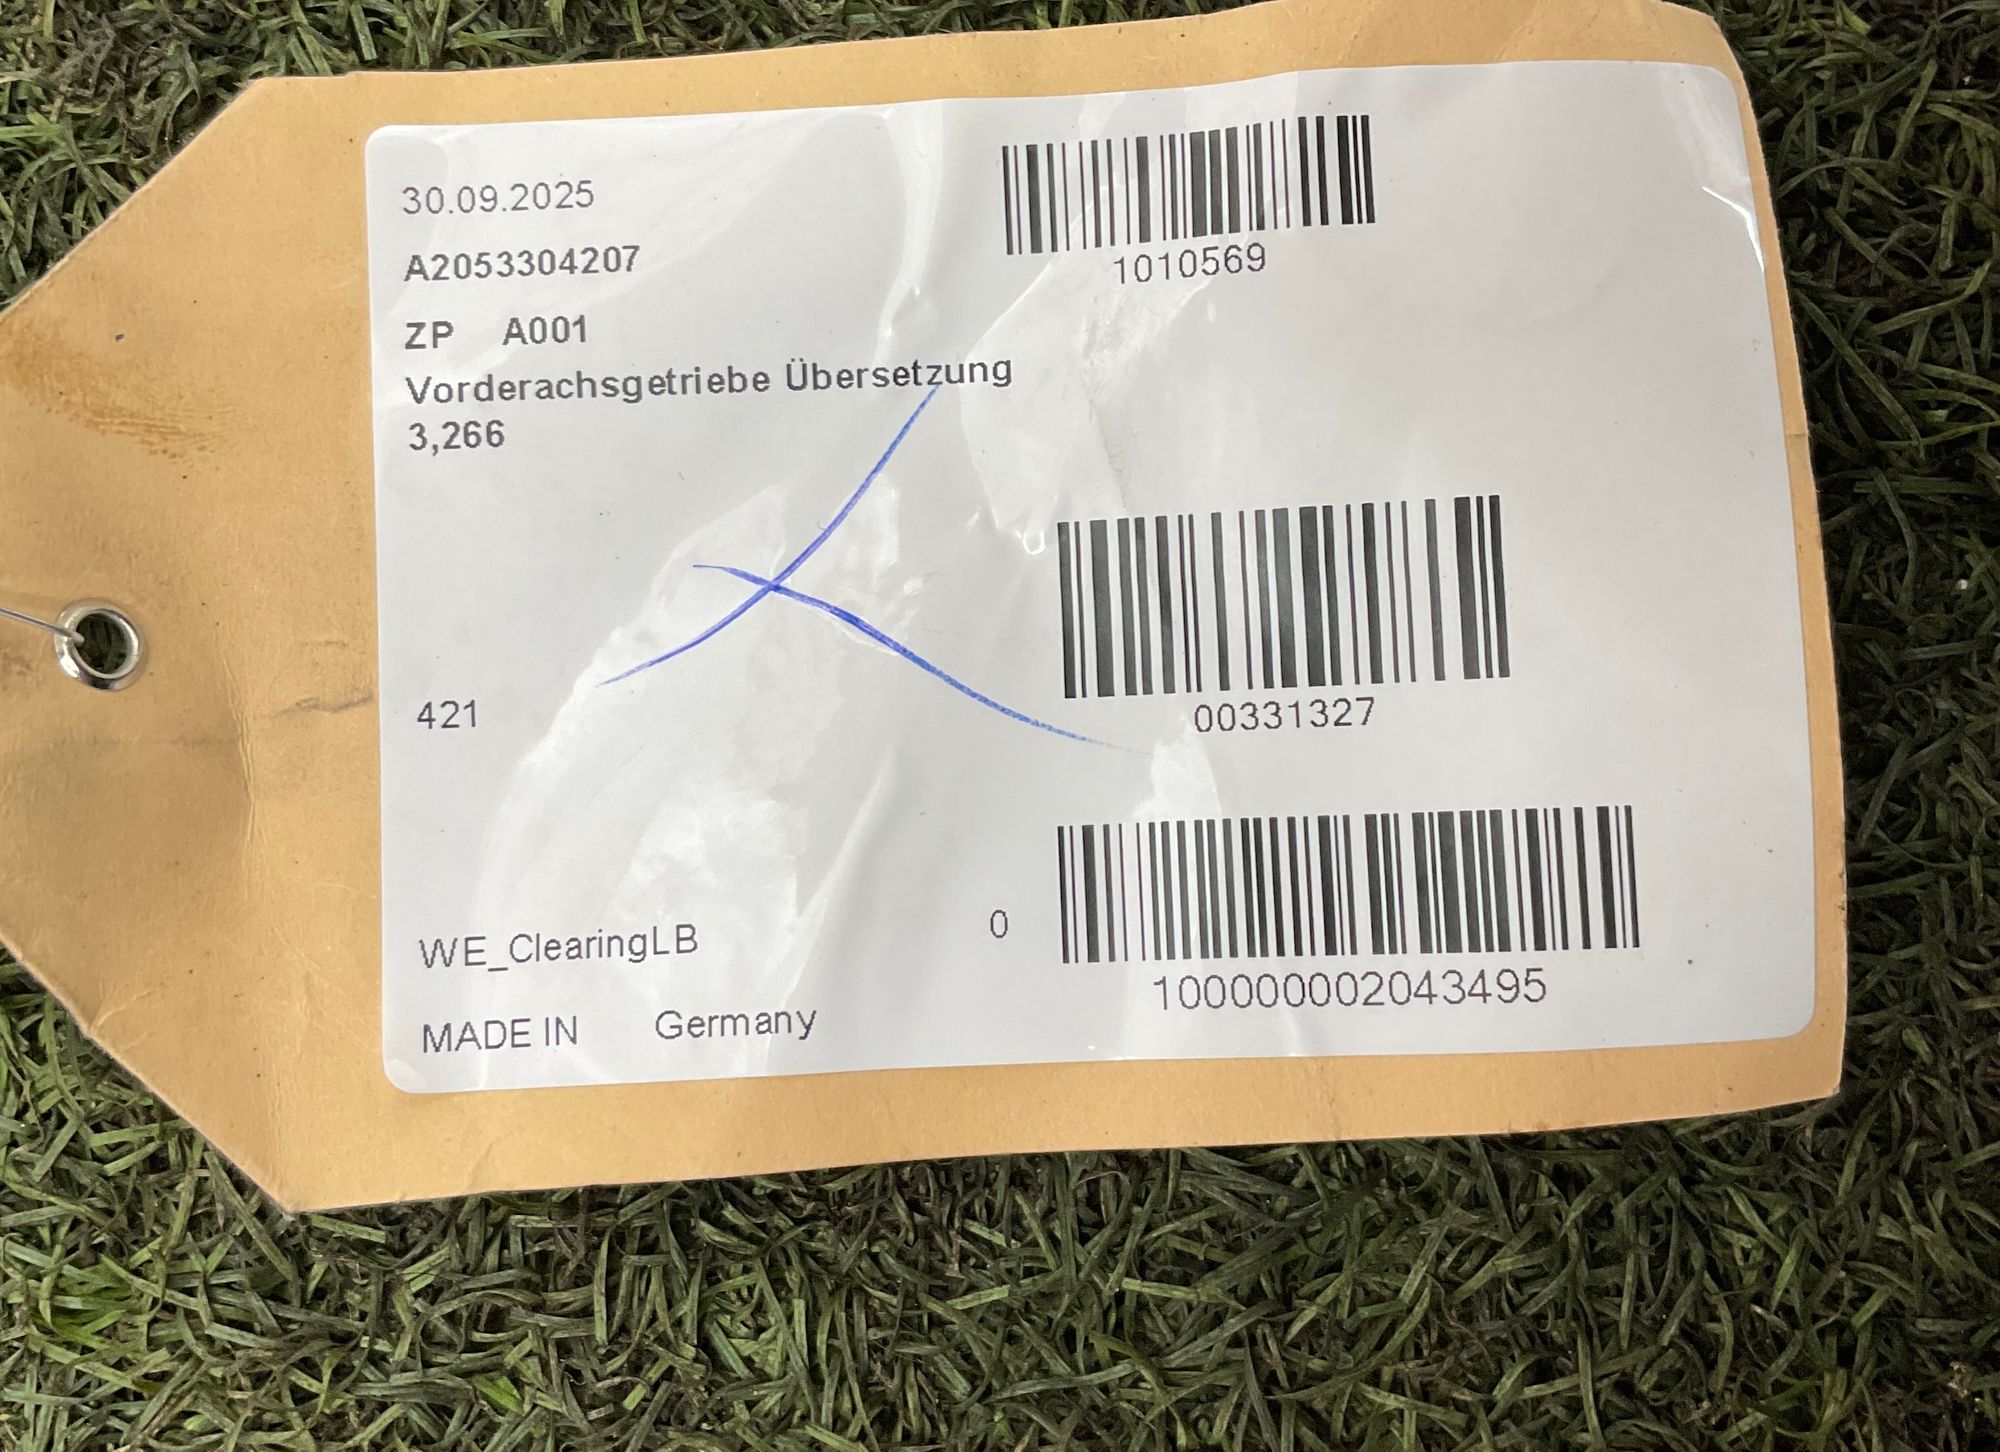 30.09.2025
A2053304207
ZP A001
Vorderachsgetriebe Übersetzung
3,266
1010569
421
00331327
WE_ClearingLB
0
100000002043495
MADE IN Germany